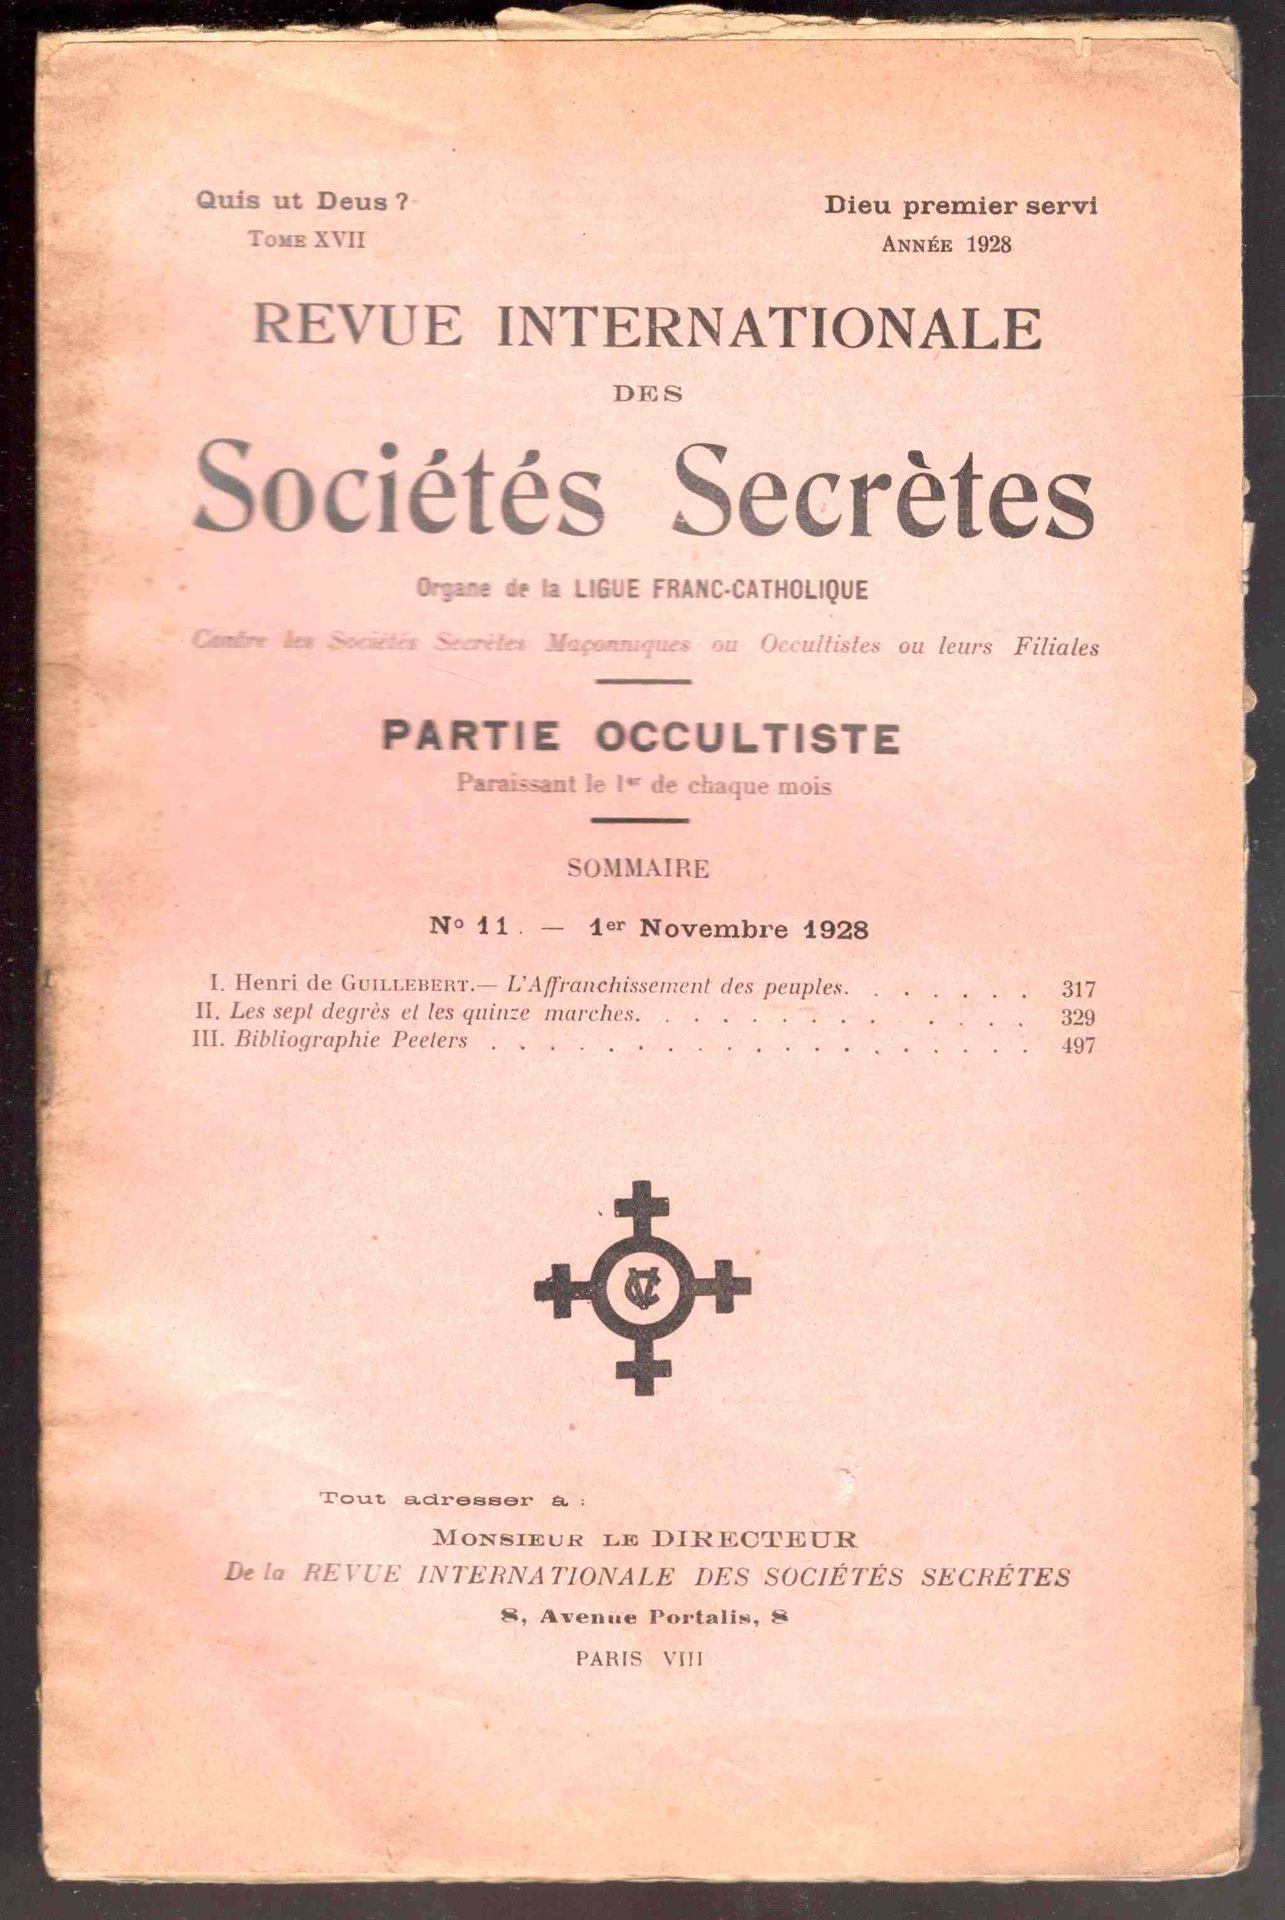 Quis ut Deus ?
Dieu premier servi
TOME XVII
ANNÉE 1928
REVUE INTERNATIONALE
DES
Sociétés Secrètes
Organe de la LIGUE FRANC-CATHOLIQUE
Contre les Sociétés Secrètes Maçonniques ou Occultistes ou leurs Filiales
PARTIE OCCULTISTE
Paraissant le 1er de chaque mois
SOMMAIRE
No 11. — 1er Novembre 1928
I. Henri de GUILLEBERT.— L'Affranchissement des peuples. . . . . . . 317
II. Les sept degrés et les quinze marches. . . . . . . . . . . . . 329
III. Bibliographie Peeters . . . . . . . . . . . . . . . . . . . 497
VC
Tout adresser à :
MONSIEUR LE DIRECTEUR
De la REVUE INTERNATIONALE DES SOCIÉTÉS SECRÉTES
8, Avenue Portalis, 8
PARIS VIII